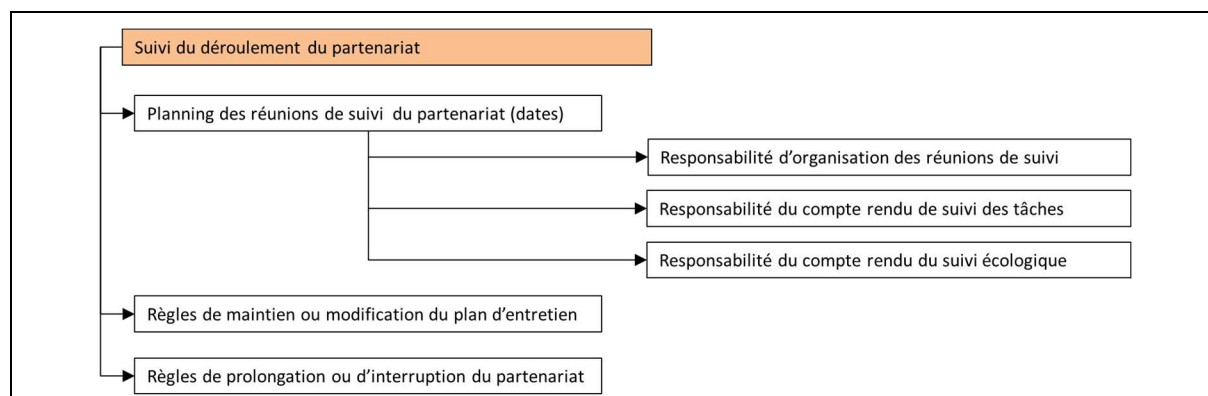 Suivi du déroulement du partenariat
Planning des réunions de suivi du partenariat (dates)
Responsabilité d’organisation des réunions de suivi
Responsabilité du compte rendu de suivi des tâches
Responsabilité du compte rendu du suivi écologique
Règles de maintien ou modification du plan d’entretien
Règles de prolongation ou d’interruption du partenariat